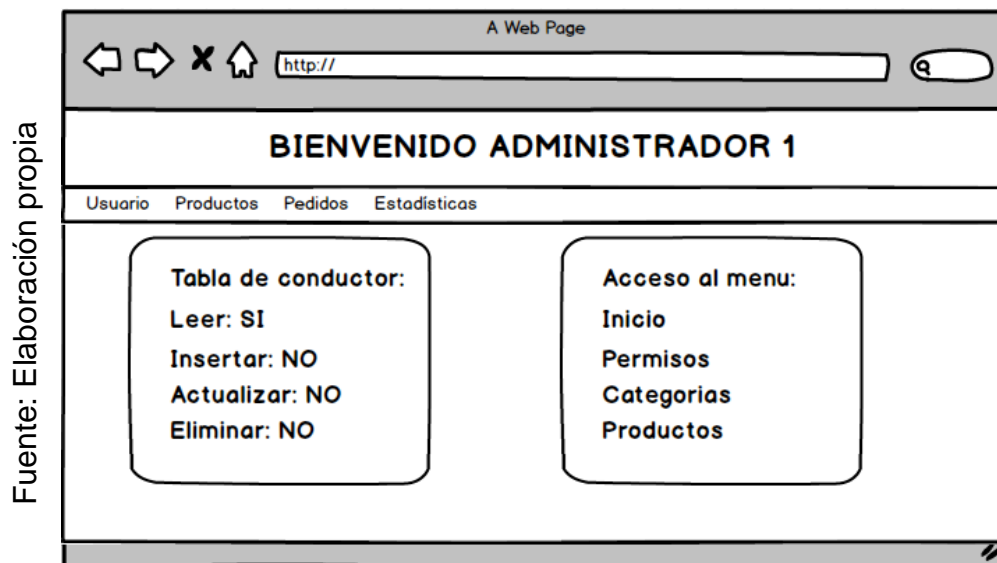 A Web Page
http://
BIENVENIDO ADMINISTRADOR 1
Usuario Productos Pedidos Estadísticas
Tabla de conductor:
Leer: SI
Insertar: NO
Actualizar: NO
Eliminar: NO
Acceso al menu:
Inicio
Permisos
Categorias
Productos
Fuente: Elaboración propia